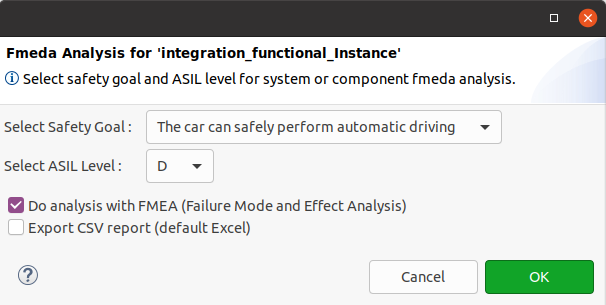 Fmeda Analysis for 'integration_functional_Instance'
Select safety goal and ASIL level for system or component fmeda analysis.
Select Safety Goal : The car can safely perform automatic driving
Select ASIL Level : D
Do analysis with FMEA (Failure Mode and Effect Analysis)
Export CSV report (default Excel)
Cancel OK